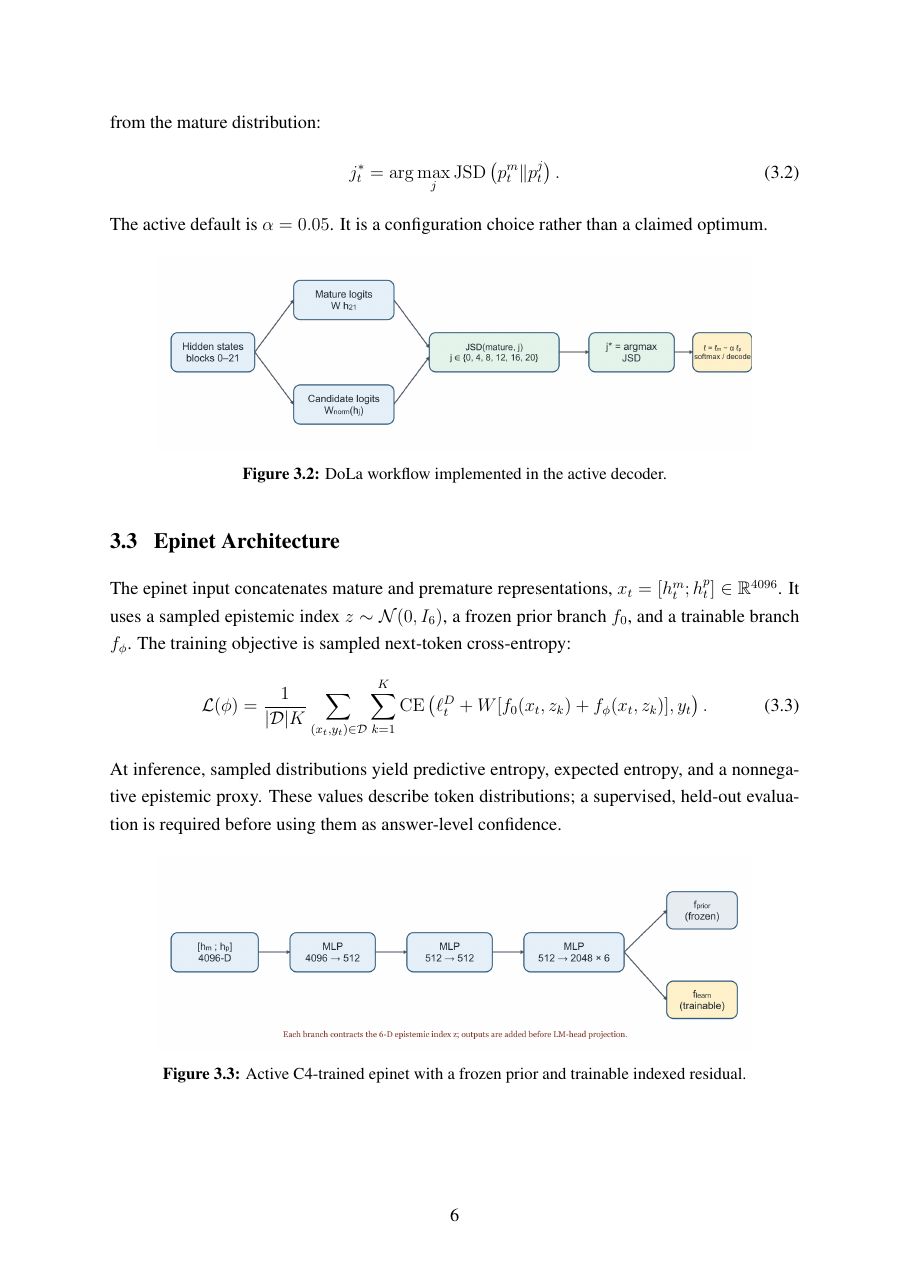 from the mature distribution:
j*_t = arg max_j JSD (p^m_t ∥ p^j_t) . (3.2)
The active default is α = 0.05. It is a configuration choice rather than a claimed optimum.
Mature logits
W h₂₁
Hidden states
blocks 0–21
JSD(mature, j)
j ∈ {0, 4, 8, 12, 16, 20}
j* = argmax
JSD
ℓ = ℓₘ − α ℓₚ
softmax / decode
Candidate logits
Wnorm(hⱼ)
Figure 3.2: DoLa workflow implemented in the active decoder.
3.3 Epinet Architecture
The epinet input concatenates mature and premature representations, x_t = [h^m_t; h^p_t] ∈ ℝ^4096. It
uses a sampled epistemic index z ∼ 𝒩(0, I₆), a frozen prior branch f₀, and a trainable branch
f_ϕ. The training objective is sampled next-token cross-entropy:
ℒ(ϕ) = 1/(|𝒟|K) ∑_{(x_t,y_t)∈𝒟} ∑_{k=1}^{K} CE (ℓ^D_t + W[f₀(x_t, z_k) + f_ϕ(x_t, z_k)], y_t) . (3.3)
At inference, sampled distributions yield predictive entropy, expected entropy, and a nonnega-
tive epistemic proxy. These values describe token distributions; a supervised, held-out evalua-
tion is required before using them as answer-level confidence.
fprior
(frozen)
[hₘ ; hₚ]
4096-D
MLP
4096 → 512
MLP
512 → 512
MLP
512 → 2048 × 6
flearn
(trainable)
Each branch contracts the 6-D epistemic index z; outputs are added before LM-head projection.
Figure 3.3: Active C4-trained epinet with a frozen prior and trainable indexed residual.
6